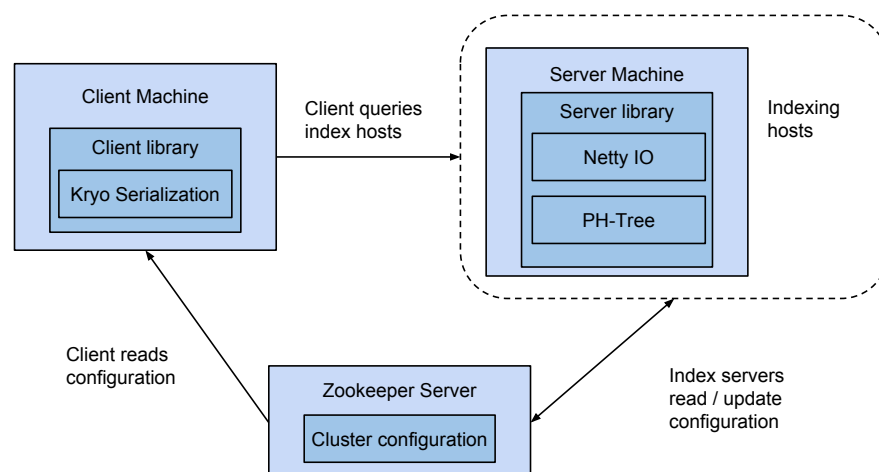 Client Machine
Client library
Kryo Serialization
Client queries
index hosts
Server Machine
Server library
Netty IO
PH-Tree
Indexing
hosts
Client reads
configuration
Zookeeper Server
Cluster configuration
Index servers
read / update
configuration